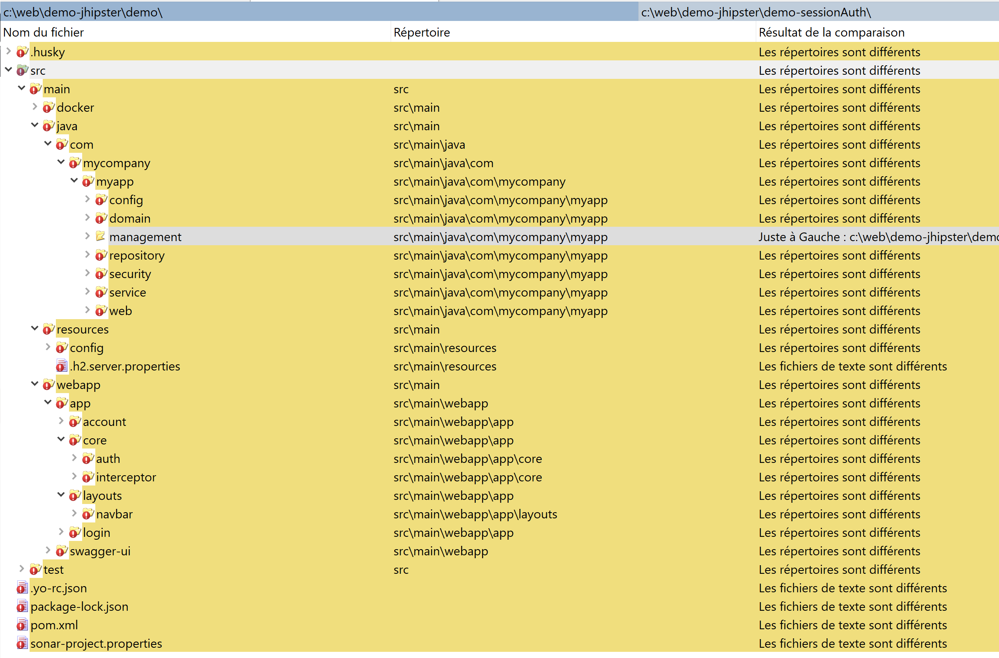 c:\web\demo-jhipster\demo\ c:\web\demo-jhipster\demo-sessionAuth\
Nom du fichier Répertoire Résultat de la comparaison
.husky Les répertoires sont différents
src Les répertoires sont différents
main src Les répertoires sont différents
docker src\main Les répertoires sont différents
java src\main Les répertoires sont différents
com src\main\java Les répertoires sont différents
mycompany src\main\java\com Les répertoires sont différents
myapp src\main\java\com\mycompany Les répertoires sont différents
config src\main\java\com\mycompany\myapp Les répertoires sont différents
domain src\main\java\com\mycompany\myapp Les répertoires sont différents
management src\main\java\com\mycompany\myapp Juste à Gauche : c:\web\demo-jhipster\demo
repository src\main\java\com\mycompany\myapp Les répertoires sont différents
security src\main\java\com\mycompany\myapp Les répertoires sont différents
service src\main\java\com\mycompany\myapp Les répertoires sont différents
web src\main\java\com\mycompany\myapp Les répertoires sont différents
resources src\main Les répertoires sont différents
config src\main\resources Les répertoires sont différents
.h2.server.properties src\main\resources Les fichiers de texte sont différents
webapp src\main Les répertoires sont différents
app src\main\webapp Les répertoires sont différents
account src\main\webapp\app Les répertoires sont différents
core src\main\webapp\app Les répertoires sont différents
auth src\main\webapp\app\core Les répertoires sont différents
interceptor src\main\webapp\app\core Les répertoires sont différents
layouts src\main\webapp\app Les répertoires sont différents
navbar src\main\webapp\app\layouts Les répertoires sont différents
login src\main\webapp\app Les répertoires sont différents
swagger-ui src\main\webapp Les répertoires sont différents
test src Les répertoires sont différents
.yo-rc.json Les fichiers de texte sont différents
package-lock.json Les fichiers de texte sont différents
pom.xml Les fichiers de texte sont différents
sonar-project.properties Les fichiers de texte sont différents